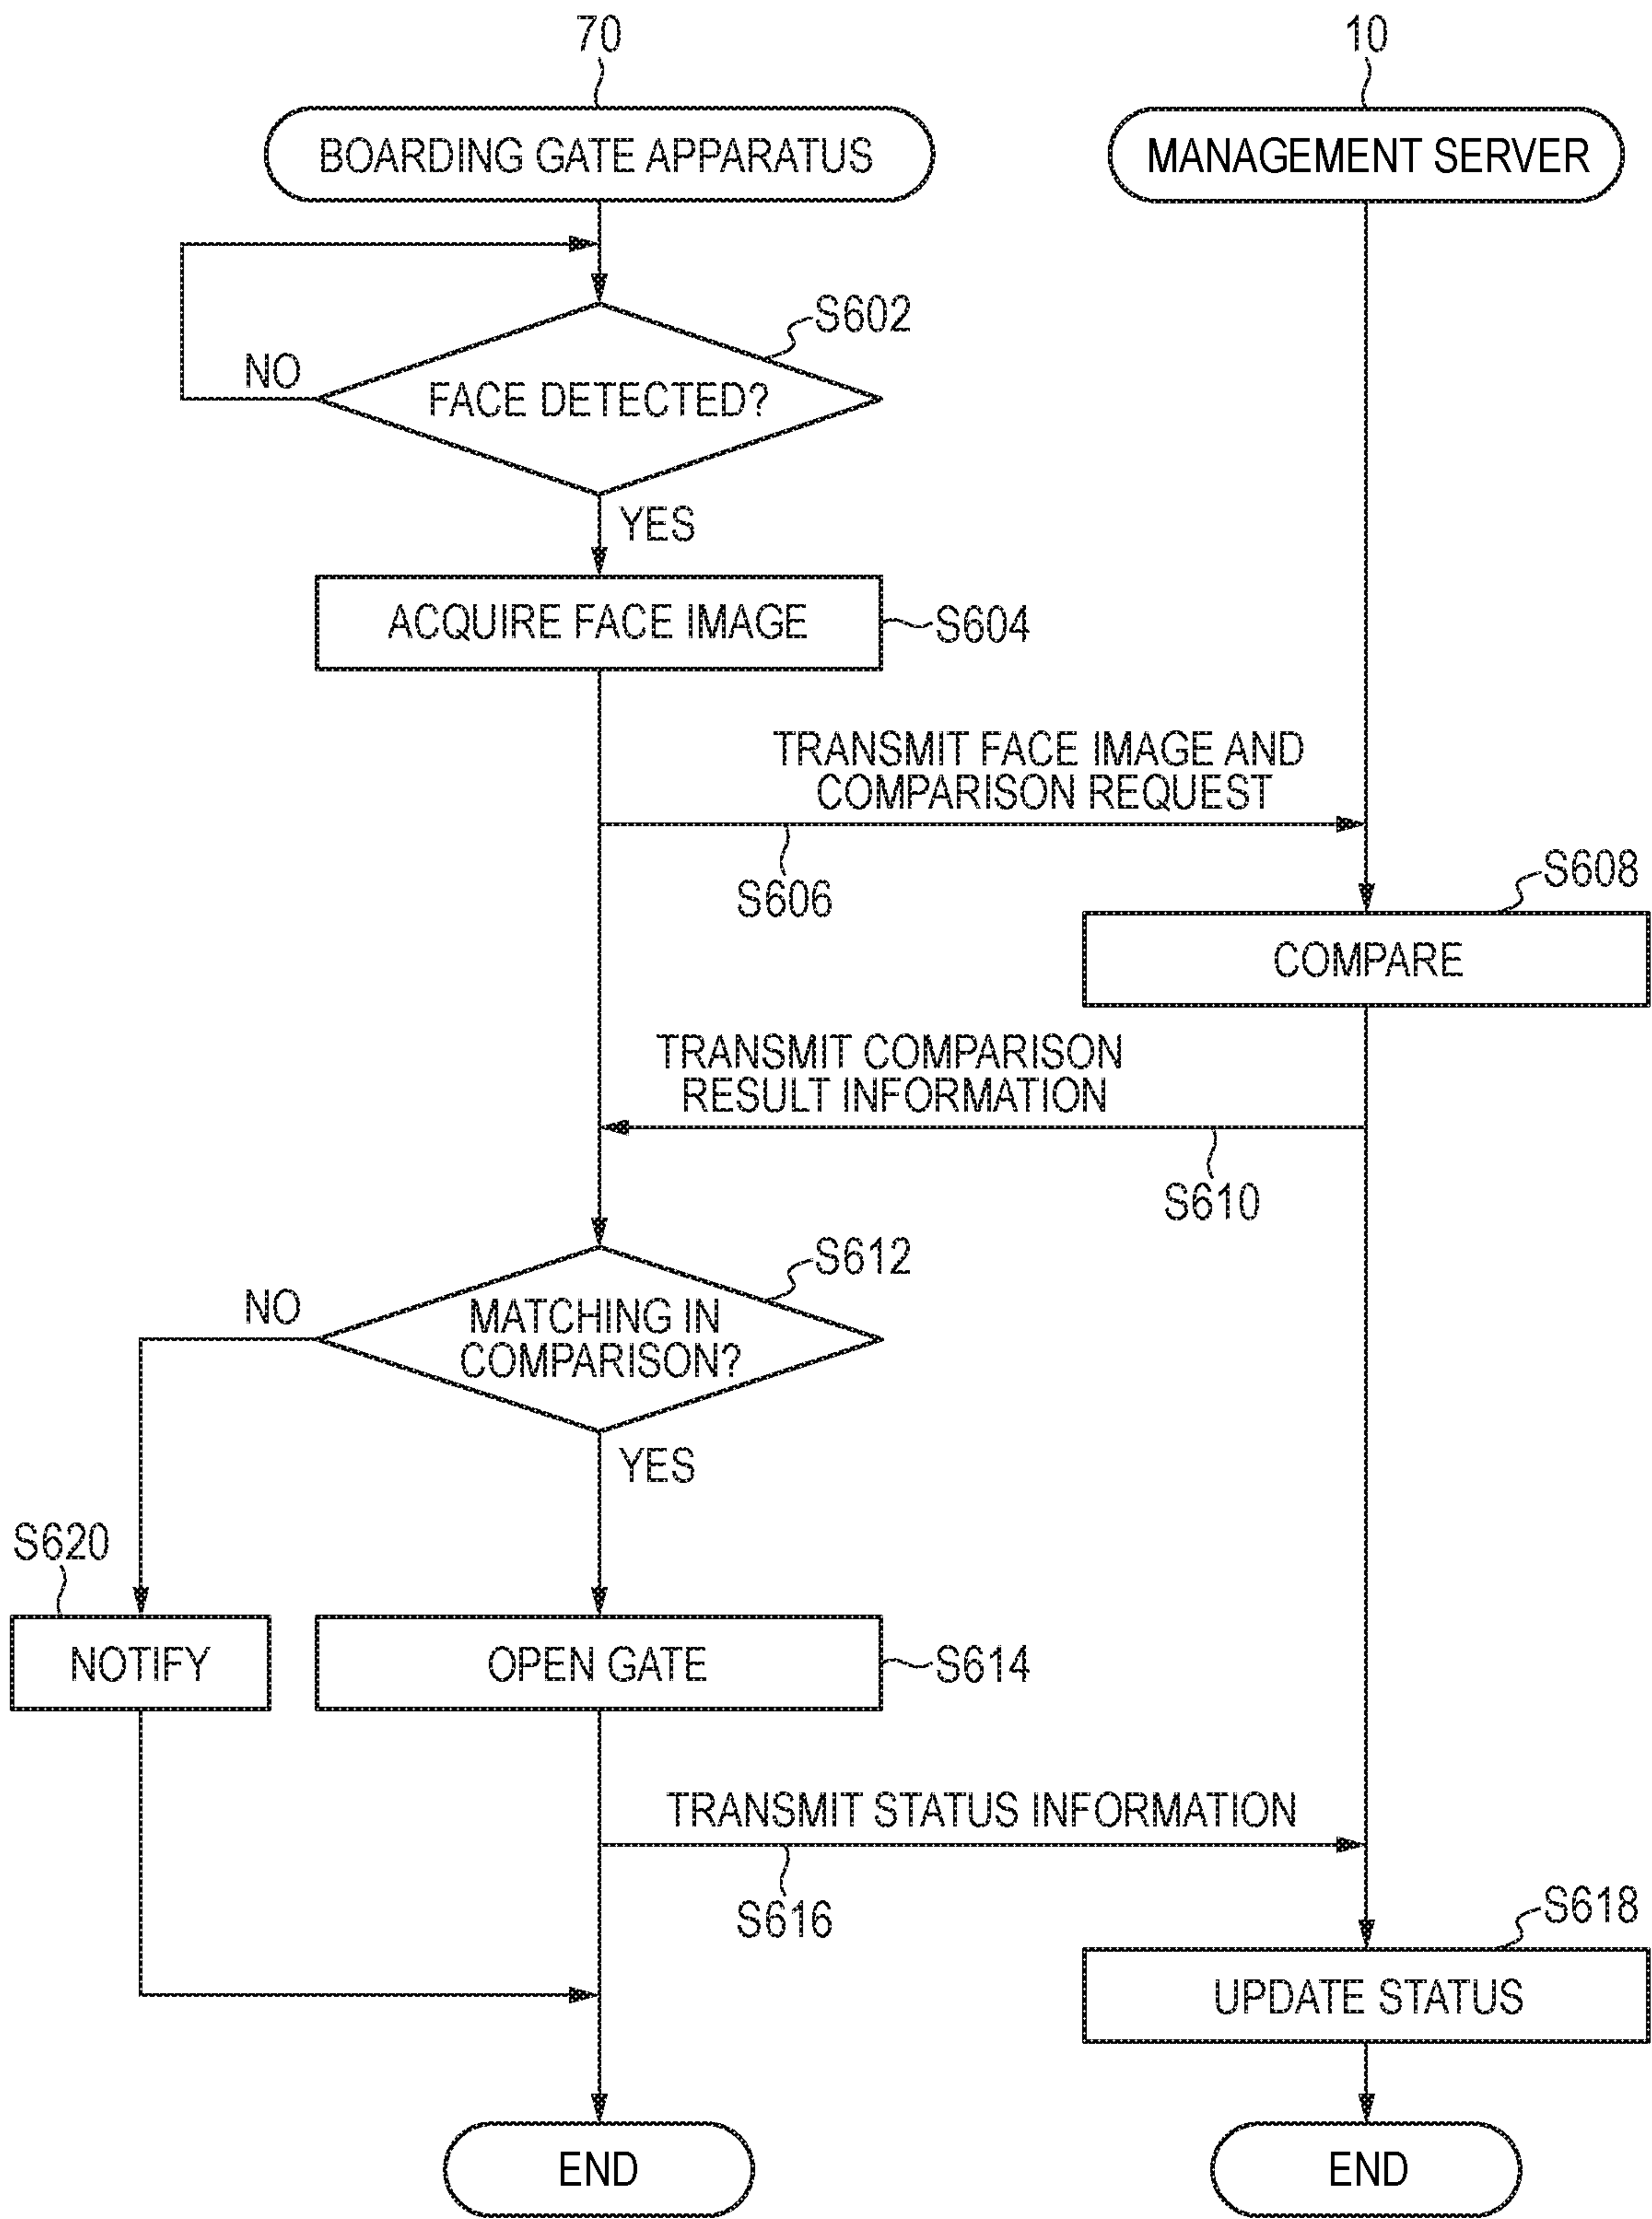 70
10
BOARDING GATE APPARATUS
MANAGEMENT SERVER
S602
NO
FACE DETECTED?
YES
ACQUIRE FACE IMAGE
S604
TRANSMIT FACE IMAGE AND
COMPARISON REQUEST
S606
S608
COMPARE
TRANSMIT COMPARISON
RESULT INFORMATION
S610
S612
NO
MATCHING IN
COMPARISON?
YES
S620
NOTIFY
OPEN GATE
S614
TRANSMIT STATUS INFORMATION
S616
S618
UPDATE STATUS
END
END